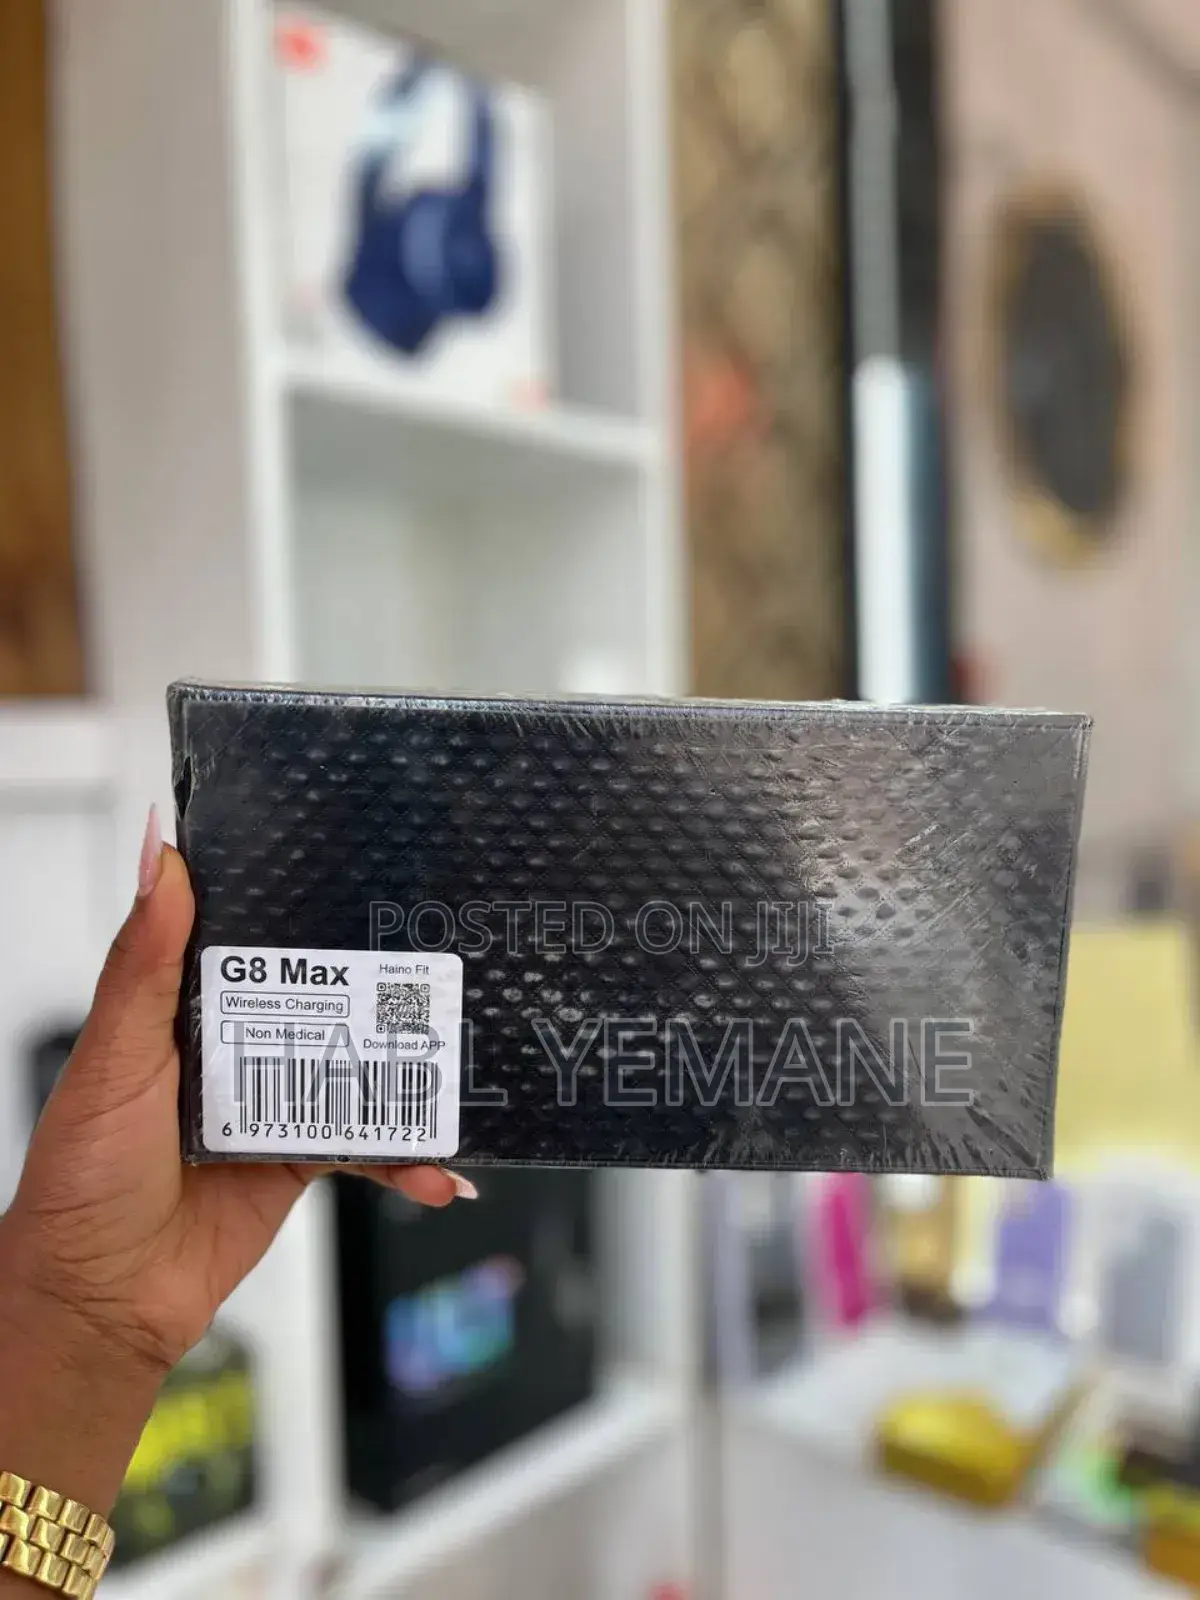 POSTED ON JIJI
G8 Max
Haino Fit
Wireless Charging
Non Medical
Download APP
HABL YEMANE
6 973100 641722